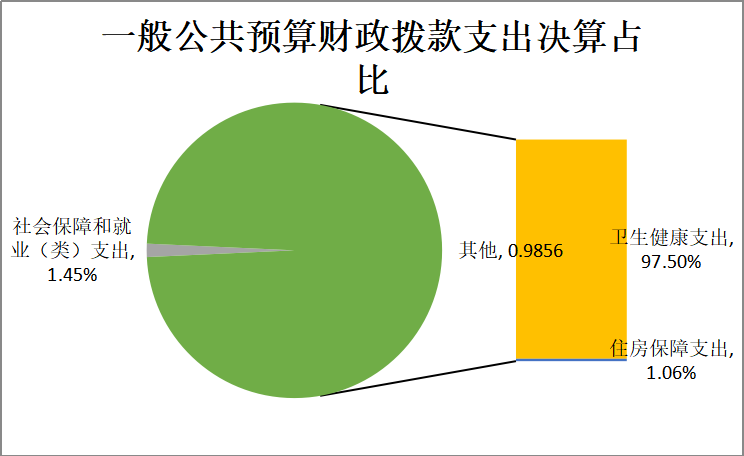 一般公共预算财政拨款支出决算占
比
社会保障和就
业（类）支出,
1.45%
其他, 0.9856
卫生健康支出,
97.50%
住房保障支出,
1.06%